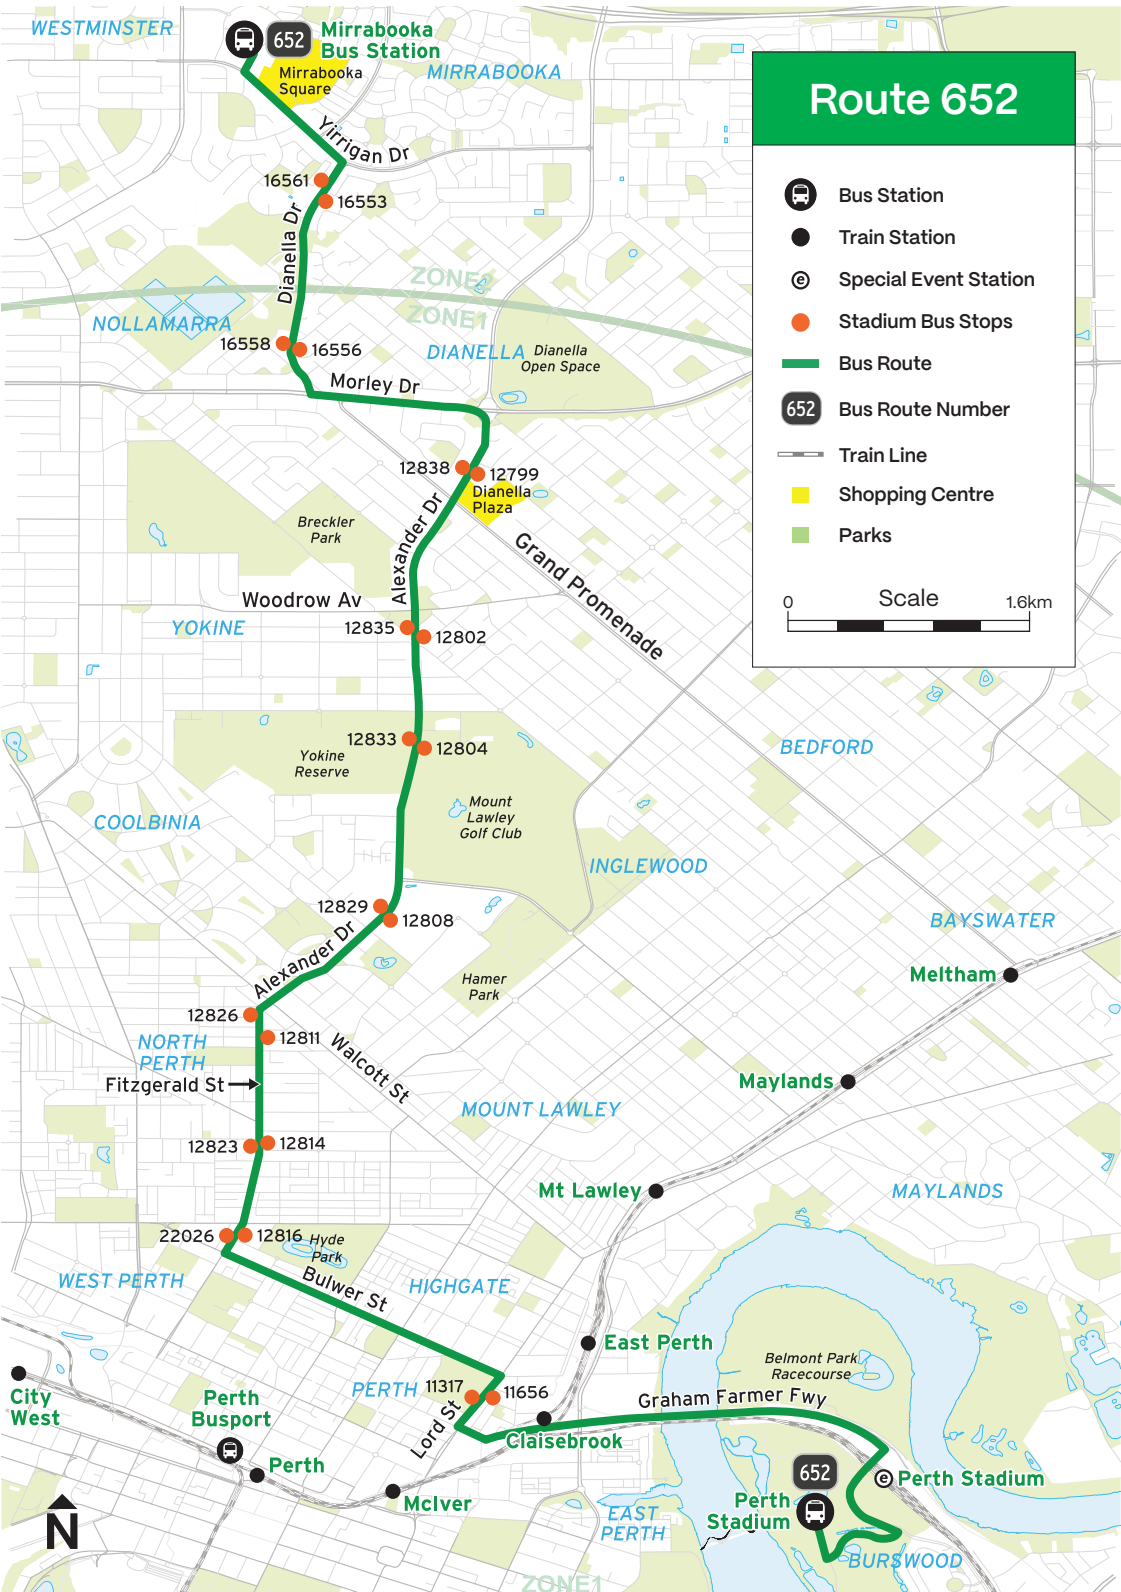 WESTMINSTER
652
Mirrabooka
Bus Station
Mirrabooka
Square
MIRRABOOKA
Route 652
Yirrigan Dr
16561
16553
Dianella Dr
ZONE2
ZONE1
NOLLAMARRA
16558
16556
DIANELLA
Dianella
Open Space
Morley Dr
12838
12799
Dianella
Plaza
Breckler
Park
Alexander Dr
Grand Promenade
Woodrow Av
YOKINE
12835
12802
Bus Station
Train Station
e
Special Event Station
Stadium Bus Stops
Bus Route
652
Bus Route Number
Train Line
Shopping Centre
Parks
0
Scale
1.6km
12833
12804
Yokine
Reserve
BEDFORD
Mount
Lawley
Golf Club
COOLBINIA
INGLEWOOD
12829
12808
BAYSWATER
Alexander Dr
Hamer
Park
Meltham
12826
12811
NORTH
PERTH
Walcott St
Fitzgerald St
Maylands
MOUNT LAWLEY
12823
12814
Mt Lawley
MAYLANDS
22026
12816
Hyde
Park
WEST PERTH
Bulwer St
HIGHGATE
East Perth
Belmont Park
Racecourse
City
West
Perth
Busport
PERTH
11317
11656
Lord St
Graham Farmer Fwy
Claisebrook
Perth
McIver
652
e
Perth Stadium
Perth
Stadium
EAST
PERTH
BURSWOOD
N
ZONE1